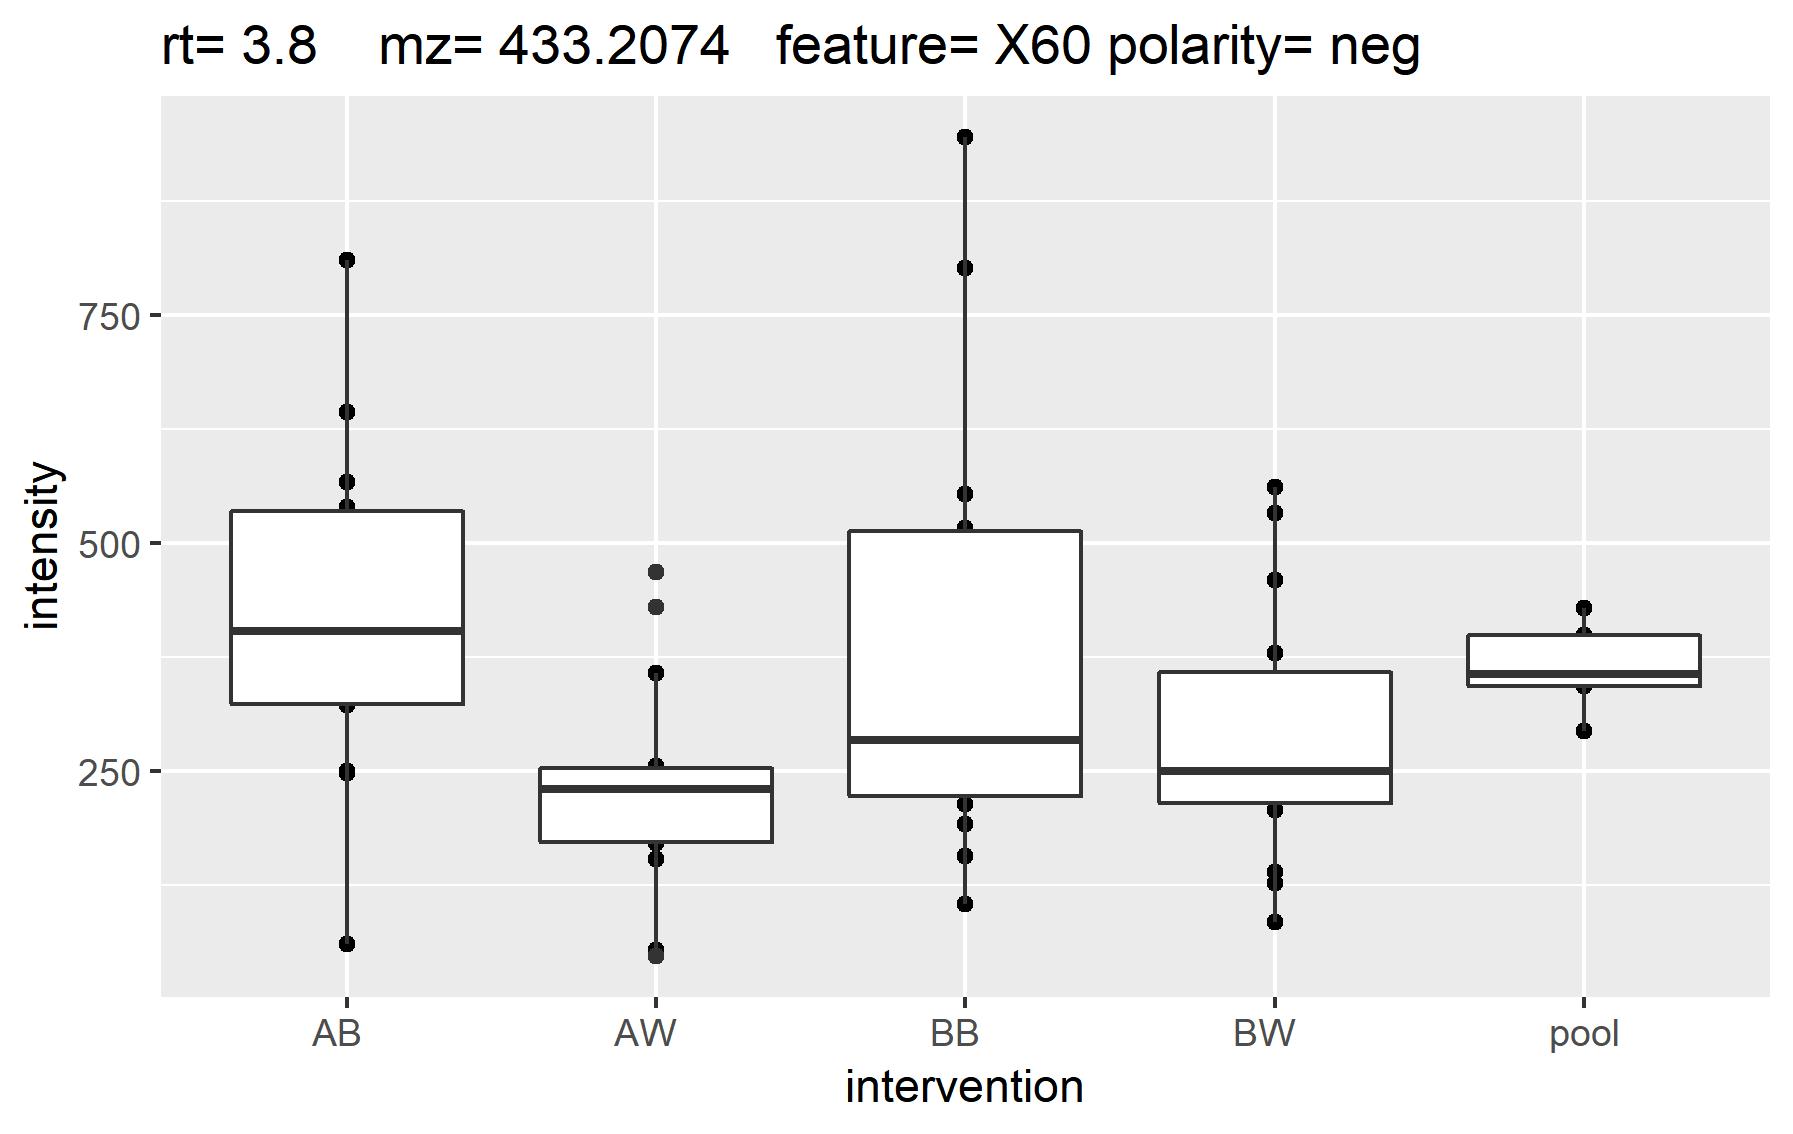 rt= 3.8 mz= 433.2074 feature= X60 polarity= neg
intensity
750
500
250
AB AW BB BW pool
intervention